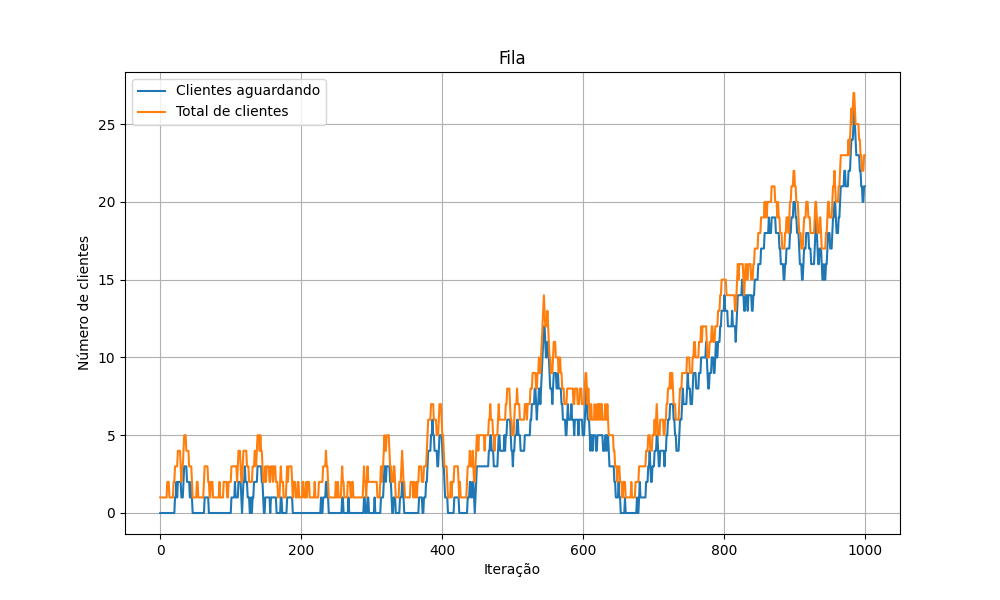 Fila
Clientes aguardando
Total de clientes
Número de clientes
25
20
15
10
5
0
0 200 400 600 800 1000
Iteração